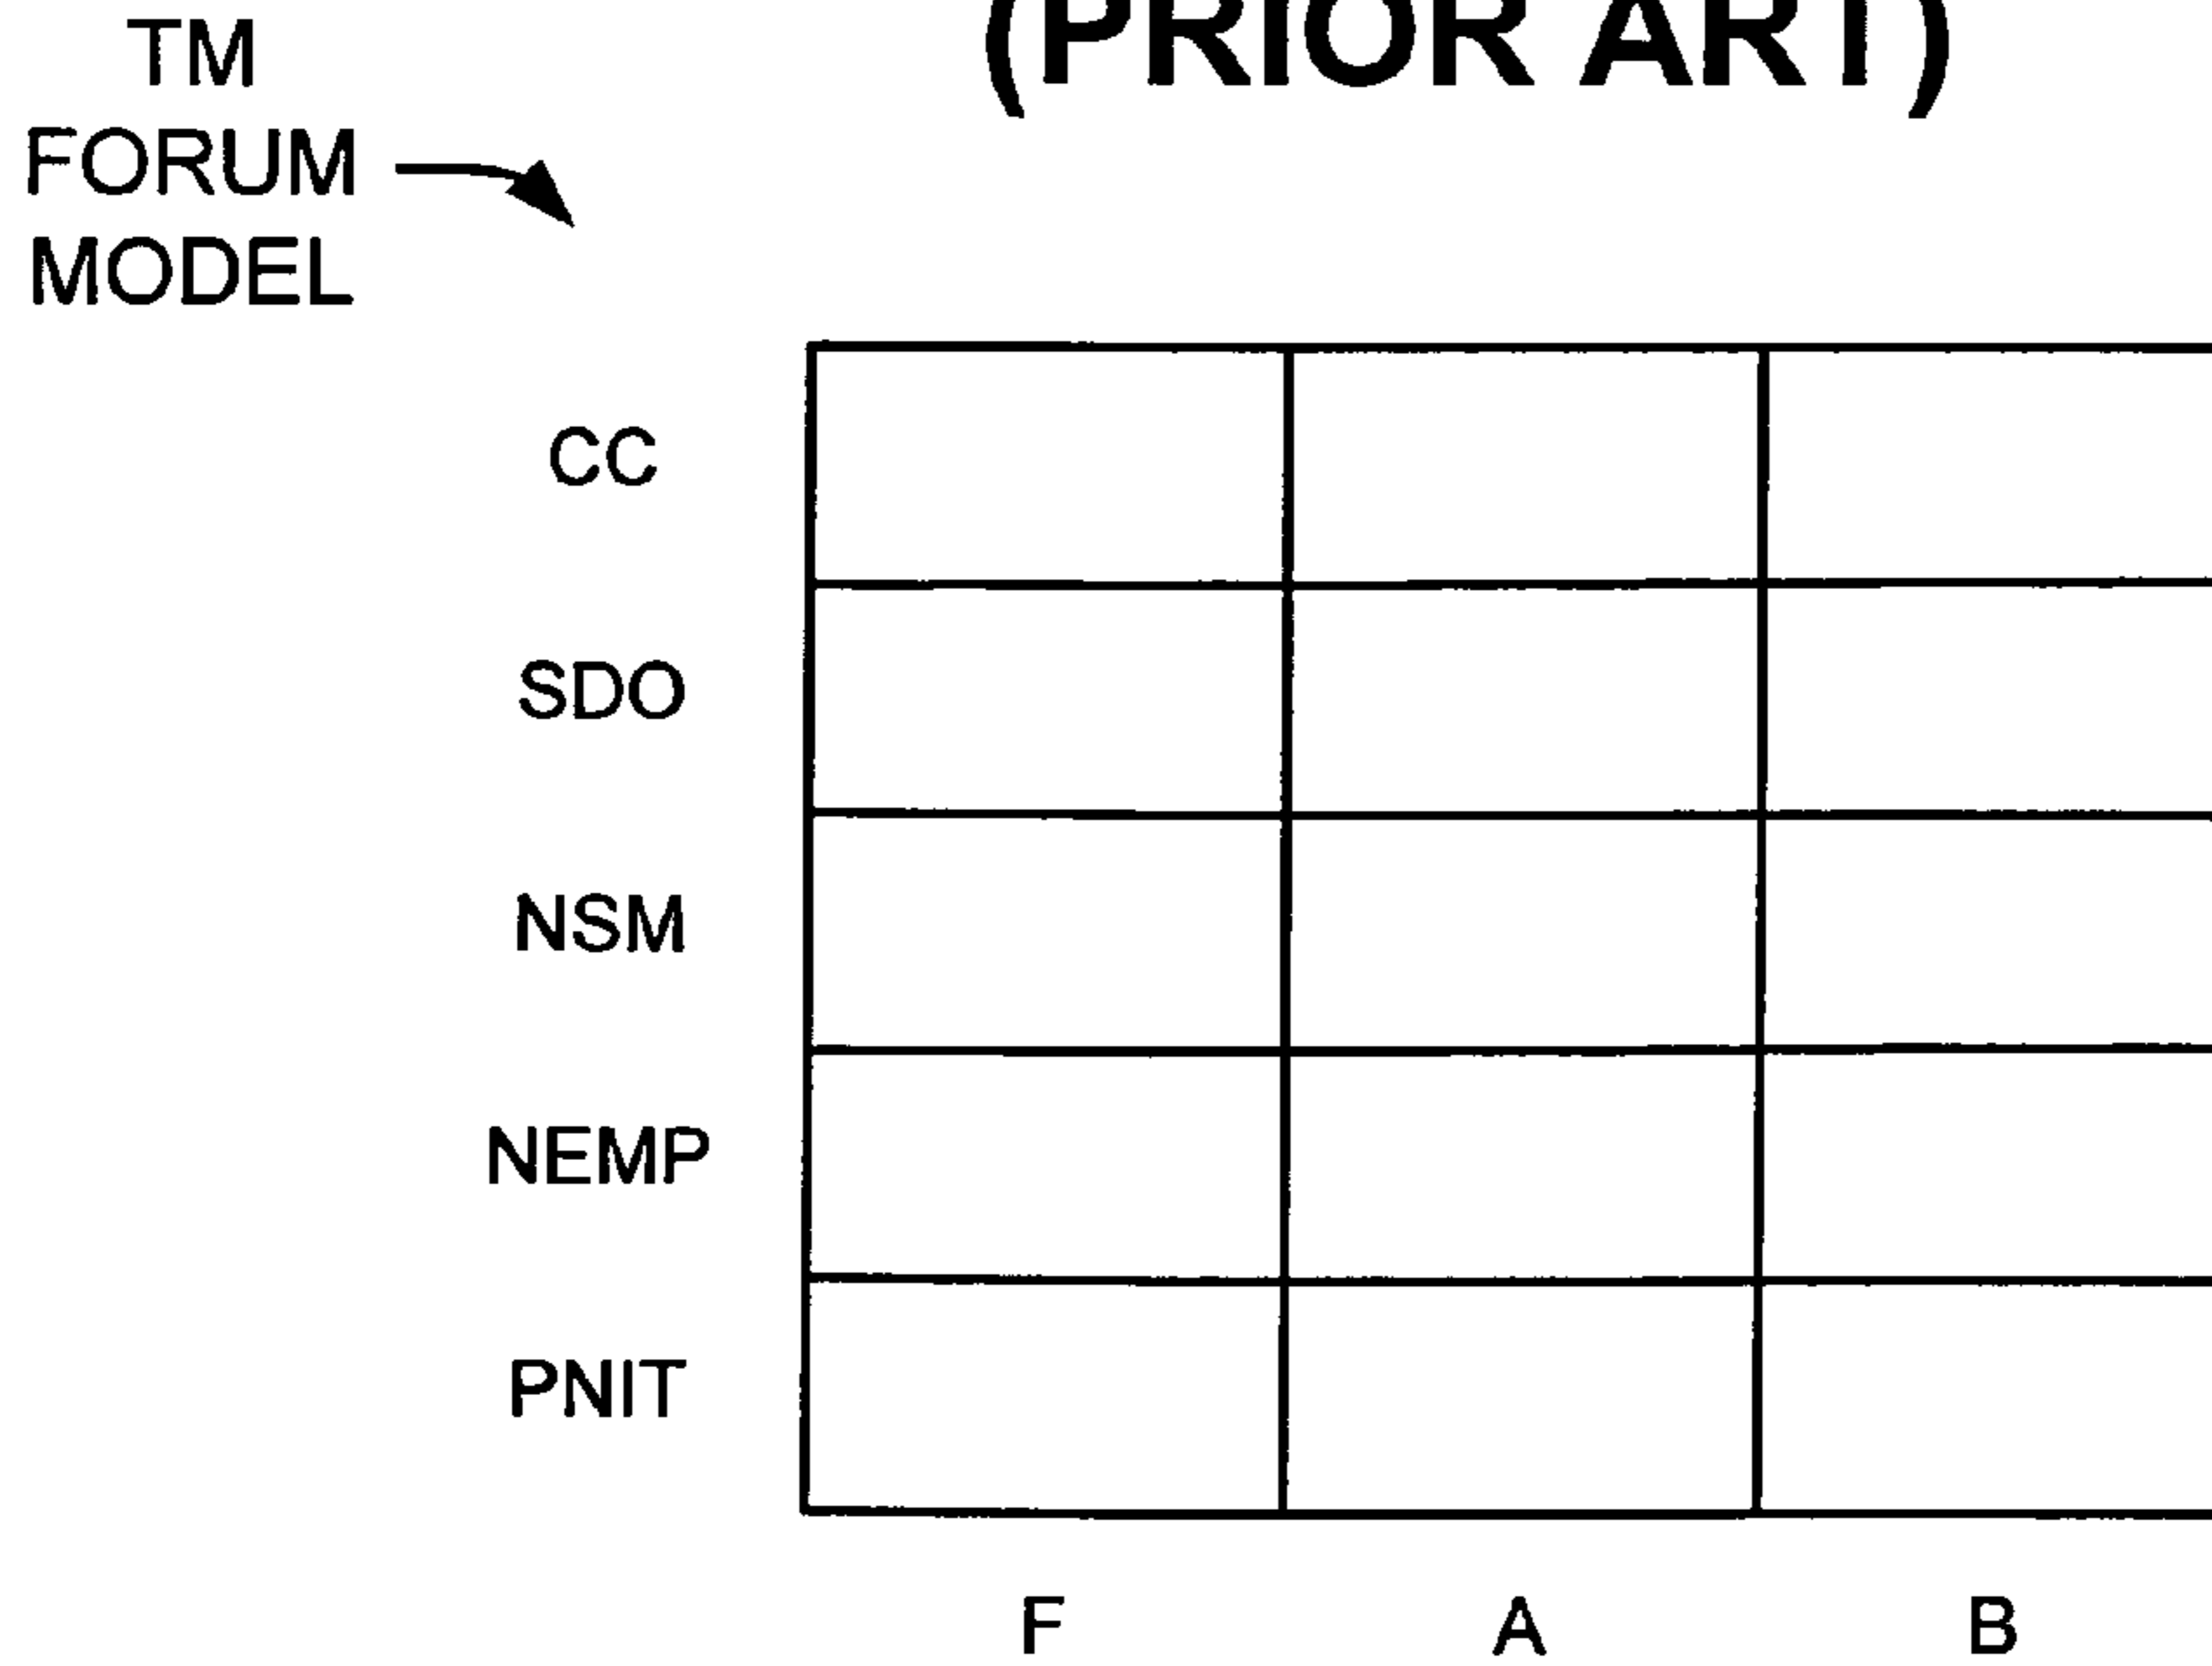 (PRIOR ART)
TM
FORUM
MODEL
CC
SDO
NSM
NEMP
PNIT
F A B